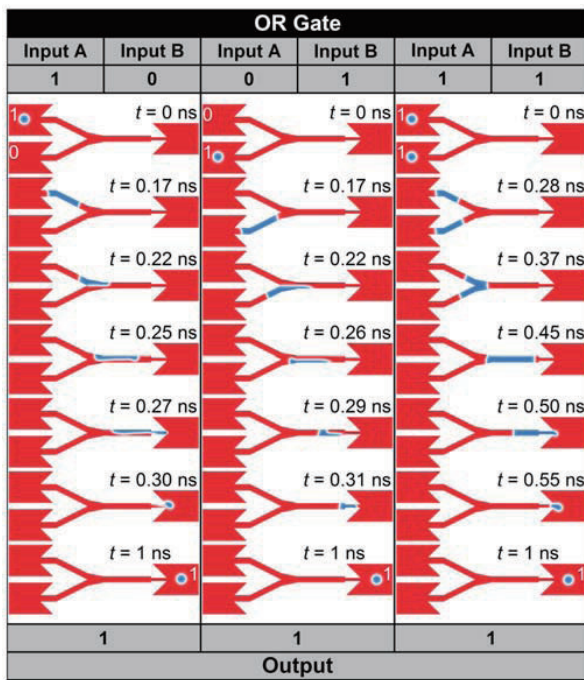 OR Gate
Input A Input B Input A Input B Input A Input B
1 0 0 1 1 1
1 t = 0 ns 0 t = 0 ns 1 t = 0 ns
0 1 1
t = 0.17 ns t = 0.17 ns t = 0.28 ns
t = 0.22 ns t = 0.22 ns t = 0.37 ns
t = 0.25 ns t = 0.26 ns t = 0.45 ns
t = 0.27 ns t = 0.29 ns t = 0.50 ns
t = 0.30 ns t = 0.31 ns t = 0.55 ns
t = 1 ns t = 1 ns t = 1 ns
1 1 1
1 1 1
Output